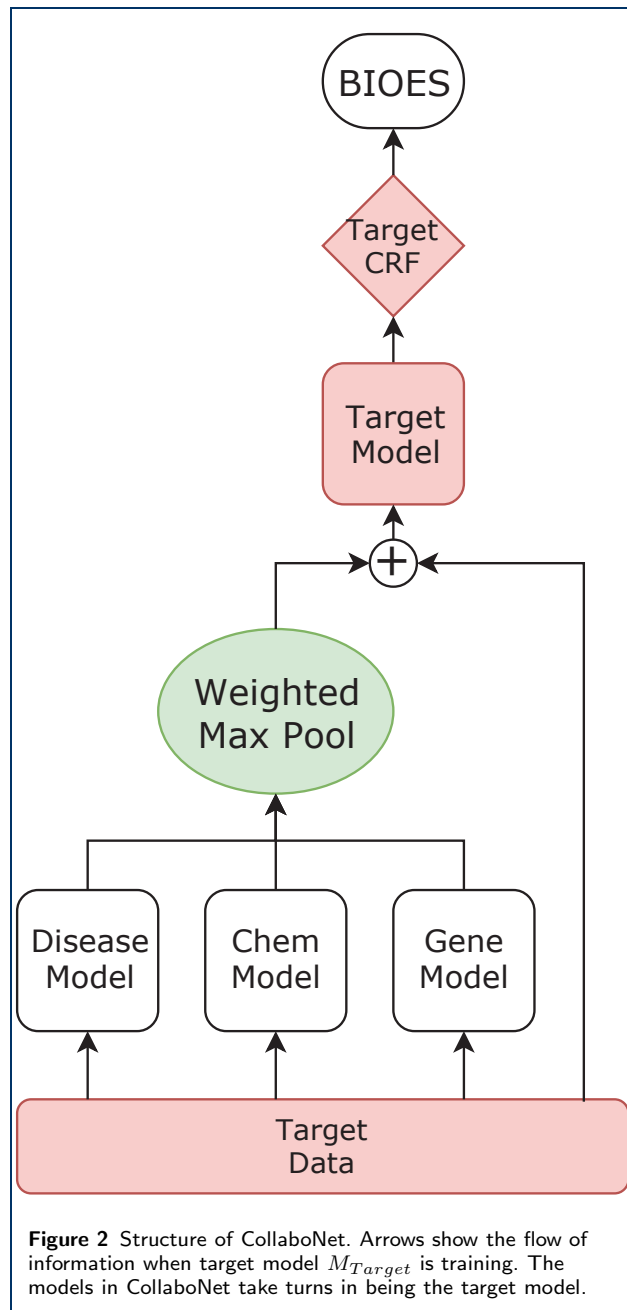 BIOES
Target
CRF
Target
Model
+
Weighted
Max Pool
Disease
Model
Chem
Model
Gene
Model
Target
Data
Figure 2 Structure of CollaboNet. Arrows show the flow of
information when target model M_{Target} is training. The
models in CollaboNet take turns in being the target model.